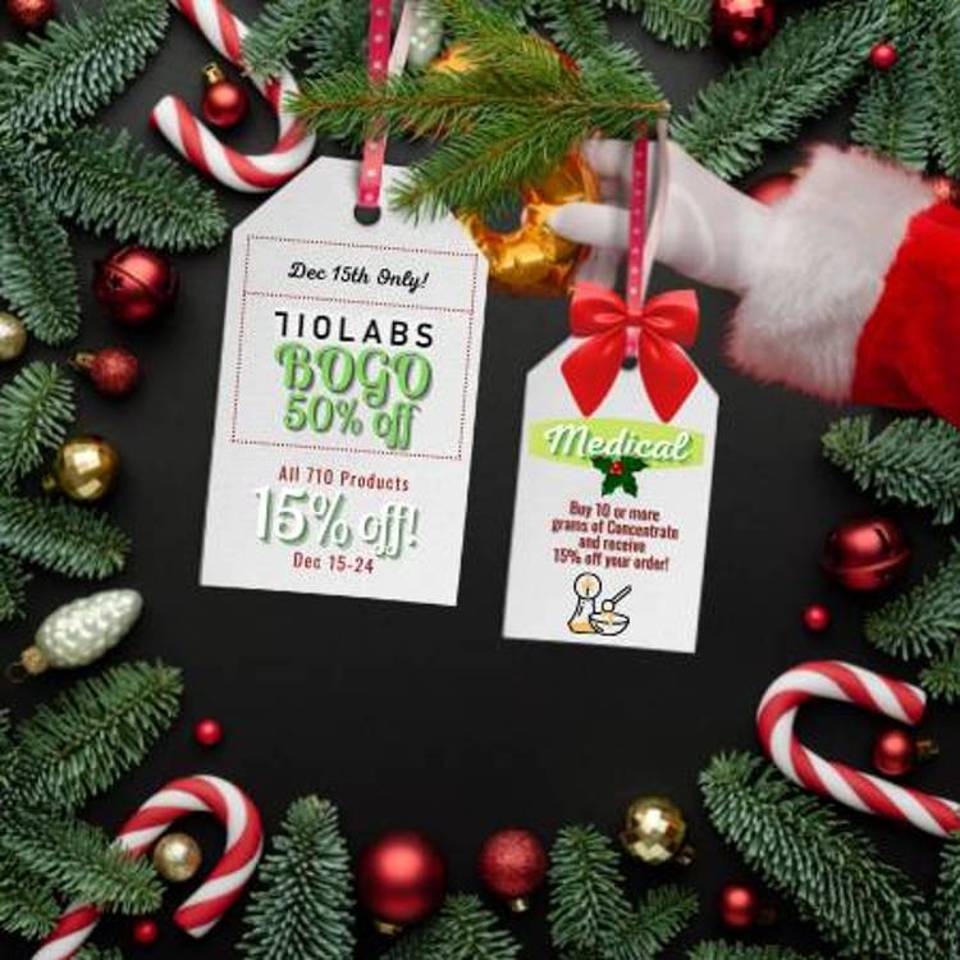 Dec 15th Only!
710LABS
BOGO
50% off
All 710 Products
15% off!
Dec 15-24
Medical
Buy 10 or more
grams of Concentrate
and receive
15% off your order!